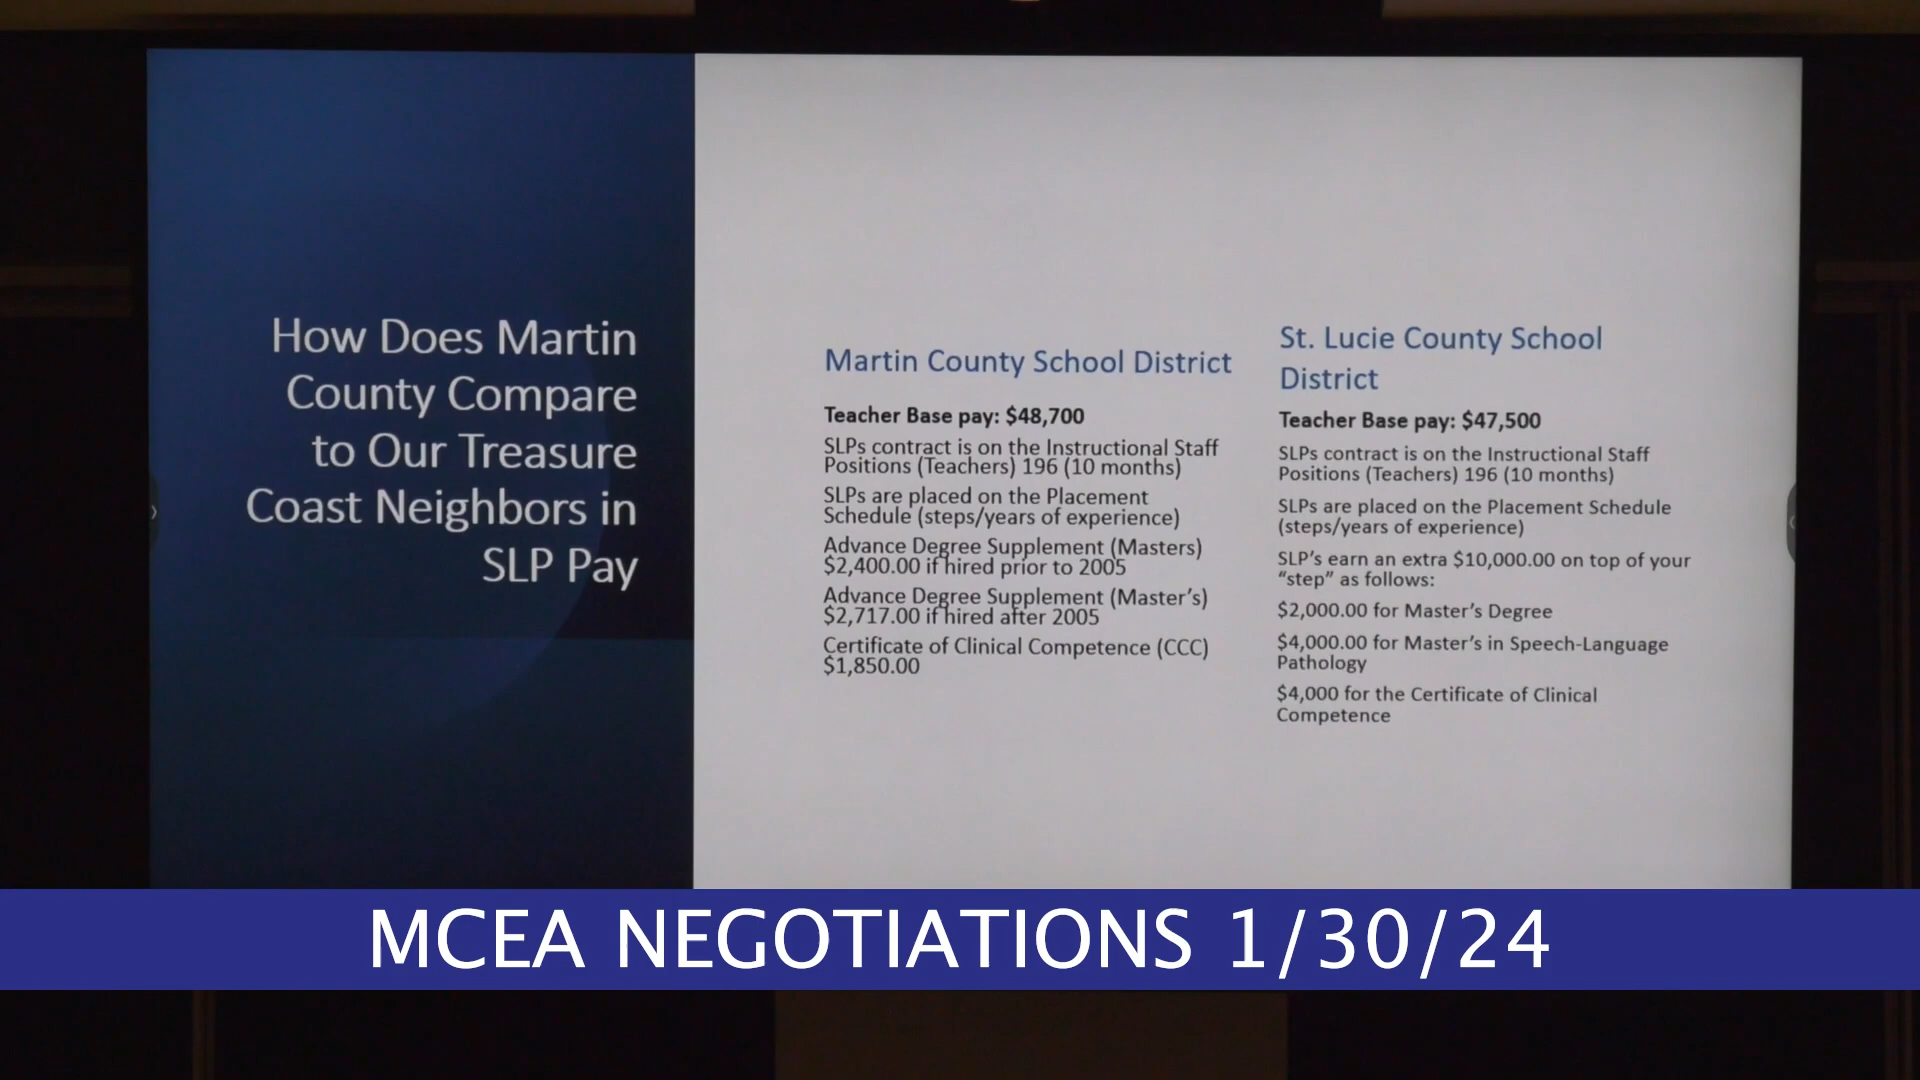 How Does Martin
County Compare
to Our Treasure
Coast Neighbors in
SLP Pay
Martin County School District
Teacher Base pay: $48,700
SLPs contract is on the Instructional Staff
Positions (Teachers) 196 (10 months)
SLPs are placed on the Placement
Schedule (steps/years of experience)
Advance Degree Supplement (Masters)
$2,400.00 if hired prior to 2005
Advance Degree Supplement (Master's)
$2,717.00 if hired after 2005
Certificate of Clinical Competence (CCC)
$1,850.00
St. Lucie County School
District
Teacher Base pay: $47,500
SLPs contract is on the Instructional Staff
Positions (Teachers) 196 (10 months)
SLPs are placed on the Placement Schedule
(steps/years of experience)
SLP's earn an extra $10,000.00 on top of your
"step" as follows:
$2,000.00 for Master's Degree
$4,000.00 for Master's in Speech-Language
Pathology
$4,000 for the Certificate of Clinical
Competence
MCEA NEGOTIATIONS 1/30/24